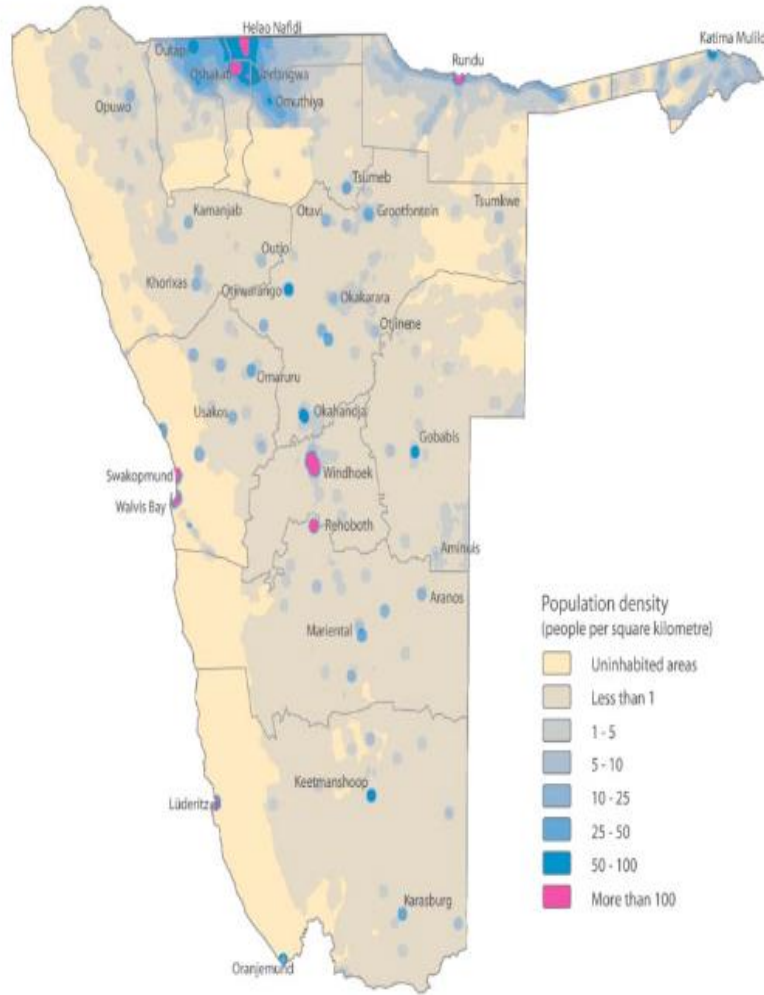 Helao Nafidi
Katima Mulilo
Outapi
Rundu
Oshakati
Omuthiya
Opuwo
Tsumeb
Kamanjab
Otavi
Grootfontein
Tsumkwe
Outjo
Khorixas
Otjiwarongo
Okakarara
Otjinene
Omaruru
Usakos
Okahandja
Gobabis
Swakopmund
Windhoek
Walvis Bay
Rehoboth
Aminuis
Aranos
Mariental
Keetmanshoop
Lüderitz
Karasburg
Oranjemund
Population density
(people per square kilometre)
Uninhabited areas
Less than 1
1 - 5
5 - 10
10 - 25
25 - 50
50 - 100
More than 100